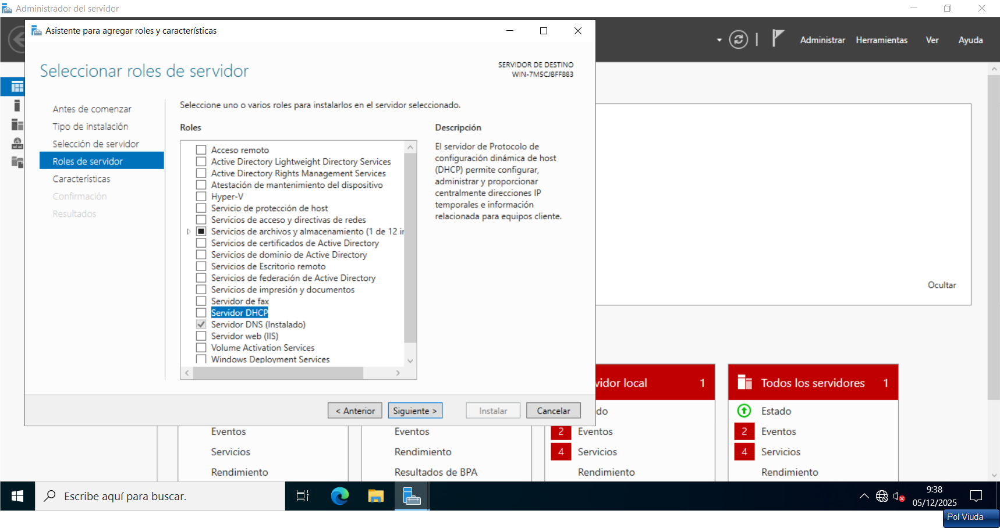 Administrador del servidor
Asistente para agregar roles y características
Administrar
Herramientas
Ver
Ayuda
Seleccionar roles de servidor
SERVIDOR DE DESTINO
WIN-7M5CJBFF883
Antes de comenzar
Tipo de instalación
Selección de servidor
Roles de servidor
Características
Confirmación
Resultados
Seleccione uno o varios roles para instalarlos en el servidor seleccionado.
Roles
Acceso remoto
Active Directory Lightweight Directory Services
Active Directory Rights Management Services
Atestación de mantenimiento del dispositivo
Hyper-V
Servicio de protección de host
Servicios de acceso y directivas de redes
Servicios de archivos y almacenamiento (1 de 12 in
Servicios de certificados de Active Directory
Servicios de dominio de Active Directory
Servicios de Escritorio remoto
Servicios de federación de Active Directory
Servicios de impresión y documentos
Servidor de fax
Servidor DHCP
Servidor DNS (Instalado)
Servidor web (IIS)
Volume Activation Services
Windows Deployment Services
Descripción
El servidor de Protocolo de
configuración dinámica de host
(DHCP) permite configurar,
administrar y proporcionar
centralmente direcciones IP
temporales e información
relacionada para equipos cliente.
< Anterior
Siguiente >
Instalar
Cancelar
Ocultar
vidor local 1
do
2 Eventos
4 Servicios
Rendimiento
Todos los servidores 1
Estado
2 Eventos
4 Servicios
Rendimiento
Eventos
Servicios
Rendimiento
Eventos
Rendimiento
Resultados de BPA
Escribe aquí para buscar.
9:38
05/12/2025
Pol Viuda